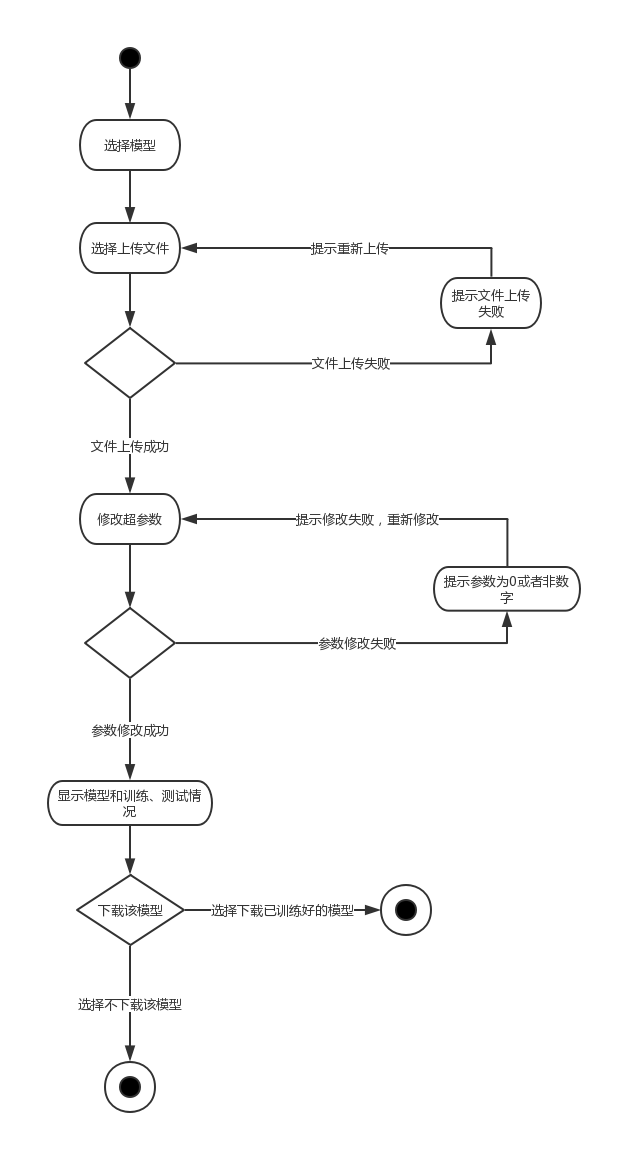 选择模型
选择上传文件
提示重新上传
提示文件上传
失败
文件上传失败
文件上传成功
修改超参数
提示修改失败，重新修改
提示参数为0或者非数
字
参数修改失败
参数修改成功
显示模型和训练、测试情
况
下载该模型
选择下载已训练好的模型
选择不下载该模型